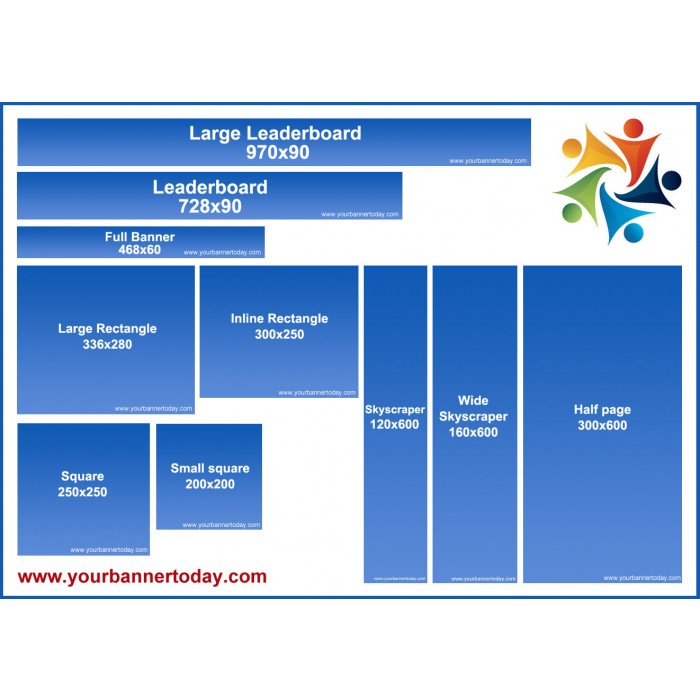 Large Leaderboard
970x90
www.yourbannertoday.com
Leaderboard
728x90
www.yourbannertoday.com
Full Banner
468x60
www.yourbannertoday.com
Large Rectangle
336x280
www.yourbannertoday.com
Inline Rectangle
300x250
www.yourbannertoday.com
Skyscraper
120x600
www.yourbannertoday.com
Wide
Skyscraper
160x600
www.yourbannertoday.com
Half page
300x600
www.yourbannertoday.com
Square
250x250
www.yourbannertoday.com
Small square
200x200
www.yourbannertoday.com
www.yourbannertoday.com